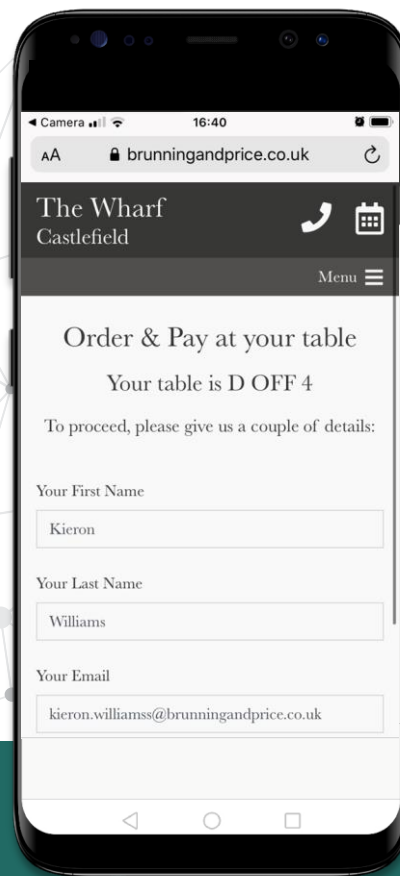 Camera
16:40
AA brunningandprice.co.uk
The Wharf
Castlefield
Menu
Order & Pay at your table
Your table is D OFF 4
To proceed, please give us a couple of details:
Your First Name
Kieron
Your Last Name
Williams
Your Email
kieron.williamss@brunningandprice.co.uk